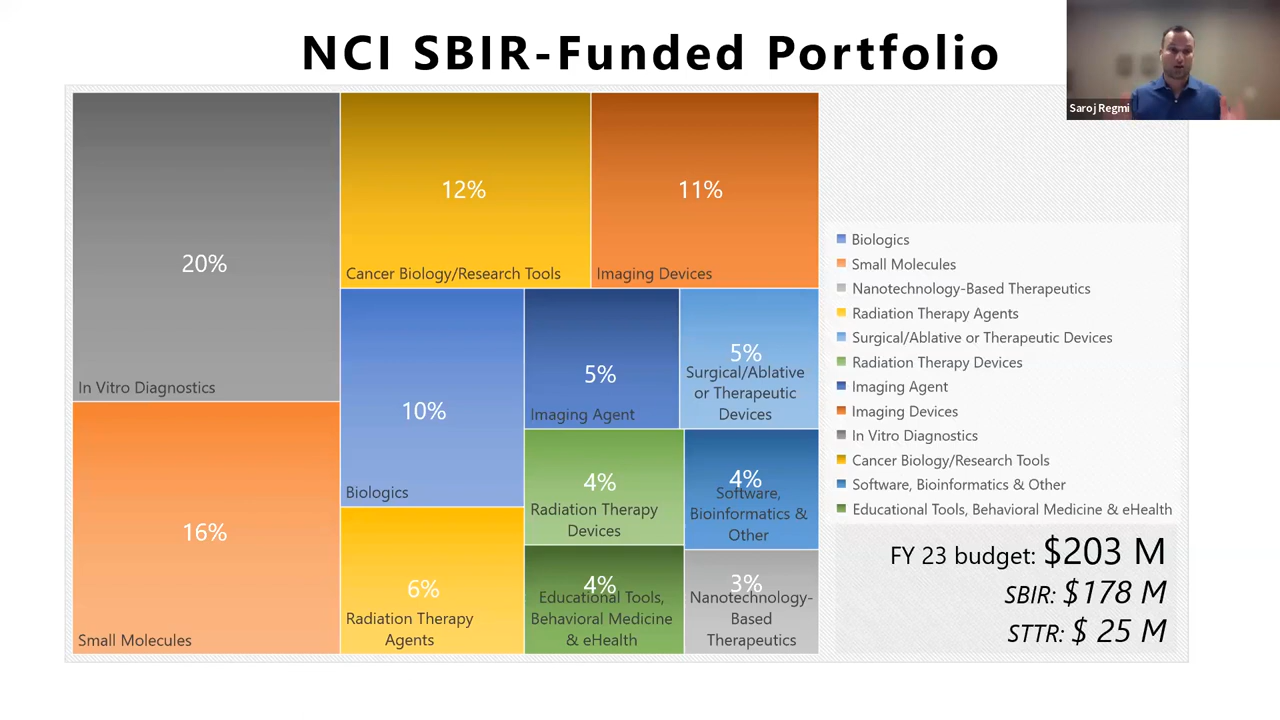 NCI SBIR-Funded Portfolio
Saroj Regmi
20%
In Vitro Diagnostics
12%
Cancer Biology/Research Tools
11%
Imaging Devices
16%
Small Molecules
10%
Biologics
5%
Imaging Agent
5%
Surgical/Ablative
or Therapeutic
Devices
6%
Radiation Therapy
Agents
4%
Radiation Therapy
Devices
4%
Software,
Bioinformatics &
Other
4%
Educational Tools,
Behavioral Medicine
& eHealth
3%
Nanotechnology-
Based
Therapeutics
Biologics
Small Molecules
Nanotechnology-Based Therapeutics
Radiation Therapy Agents
Surgical/Ablative or Therapeutic Devices
Radiation Therapy Devices
Imaging Agent
Imaging Devices
In Vitro Diagnostics
Cancer Biology/Research Tools
Software, Bioinformatics & Other
Educational Tools, Behavioral Medicine & eHealth
FY 23 budget: $203 M
SBIR: $178 M
STTR: $ 25 M